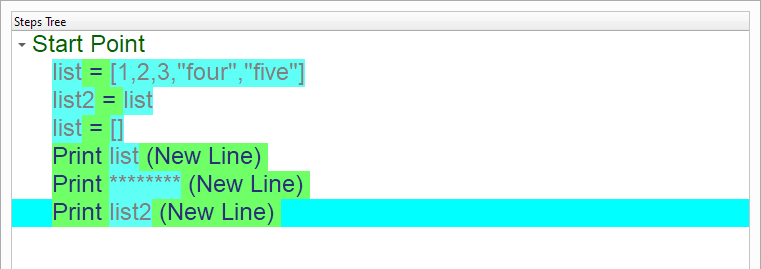 Steps Tree
Start Point
list = [1,2,3,"four","five"]
list2 = list
list = []
Print list (New Line)
Print ******** (New Line)
Print list2 (New Line)